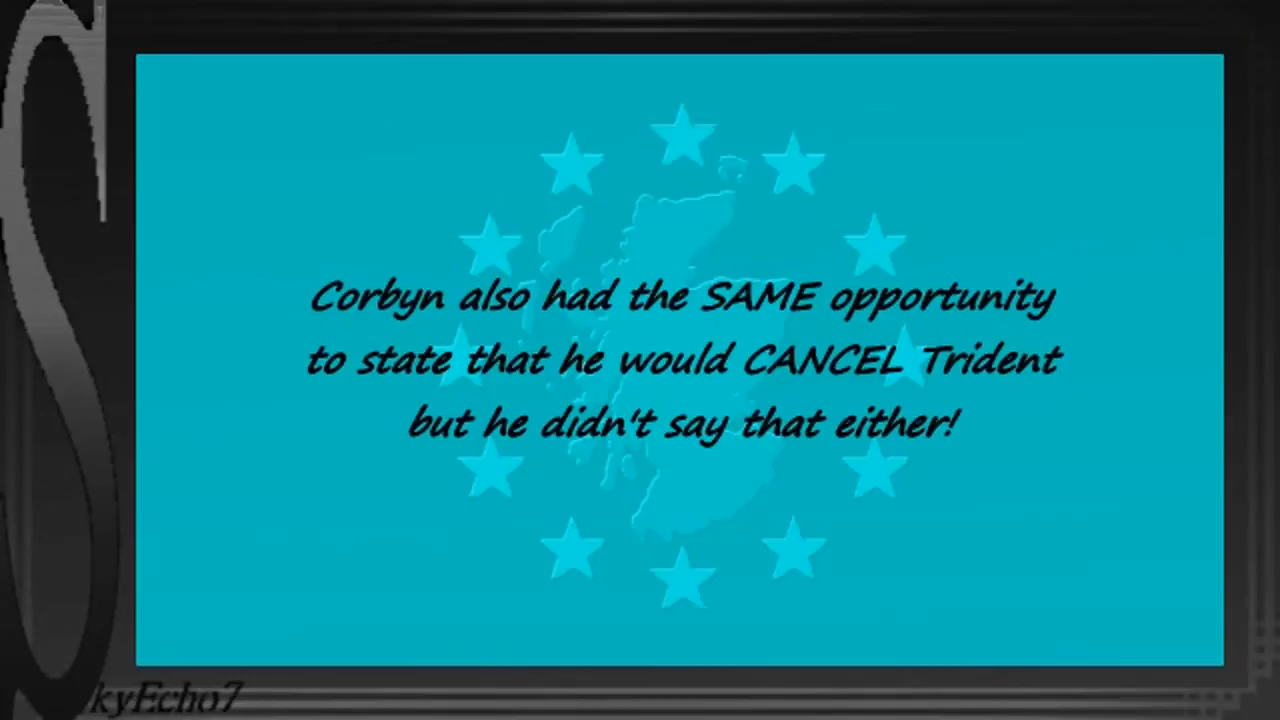 Corbyn also had the SAME opportunity
to state that he would CANCEL Trident
but he didn't say that either!
SkyEcho7